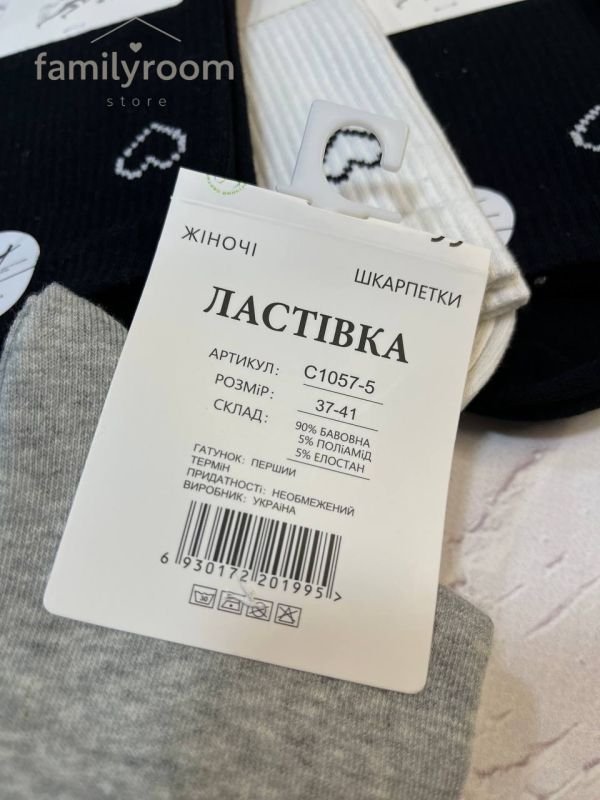 familyroom
store
ЖІНОЧІ
ШКАРПЕТКИ
ЛАСТІВКА
АРТИКУЛ: C1057-5
РОЗМіР: 37-41
СКЛАД: 90% БАВОВНА
5% ПОЛіАМіД
5% ЕЛОСТАН
ГАТУНОК: ПЕРШИЙ
ТЕРМІН
ПРИДАТНОСТІ: НЕОБМЕЖЕНИЙ
ВИРОБНИК: УКРАЇНА
6 930172 201995 >
30